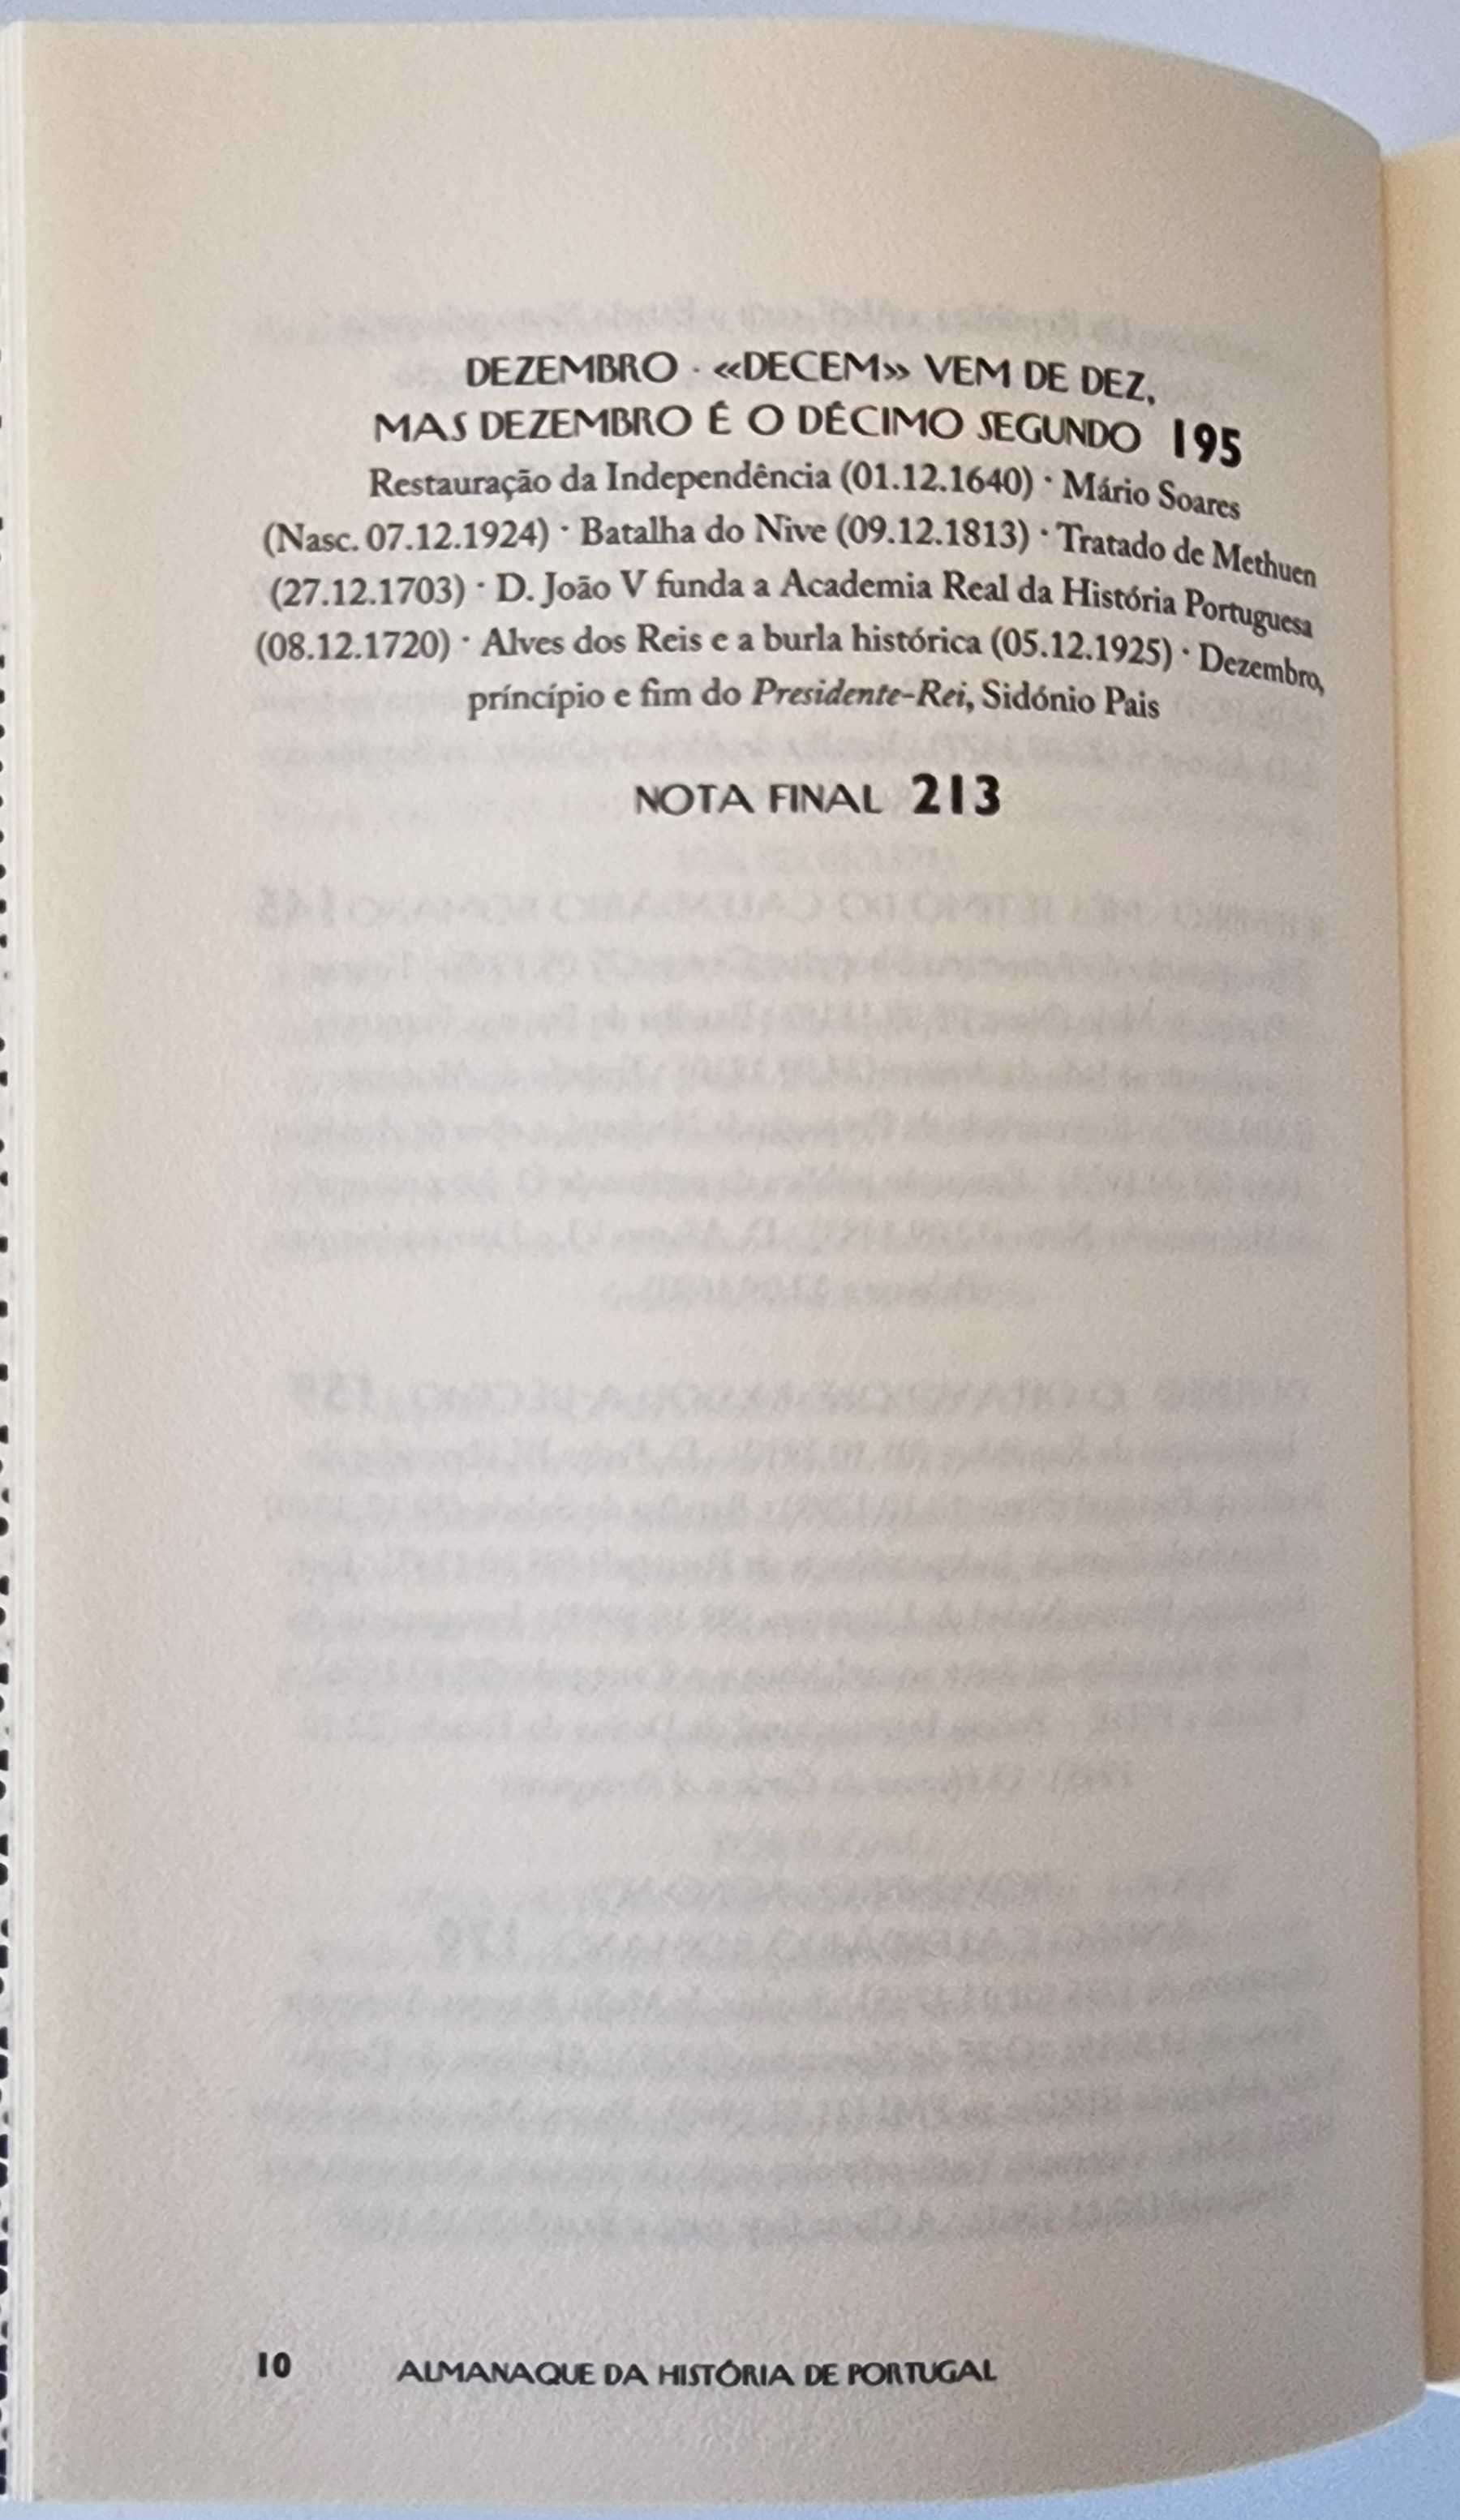 DEZEMBRO · «DECEM» VEM DE DEZ,
MAS DEZEMBRO É O DÉCIMO SEGUNDO 195
Restauração da Independência (01.12.1640) · Mário Soares
(Nasc. 07.12.1924) · Batalha do Nive (09.12.1813) · Tratado de Methuen
(27.12.1703) · D. João V funda a Academia Real da História Portuguesa
(08.12.1720) · Alves dos Reis e a burla histórica (05.12.1925) · Dezembro,
príncípio e fim do Presidente-Rei, Sidónio Pais
NOTA FINAL 213
10 ALMANAQUE DA HISTÓRIA DE PORTUGAL